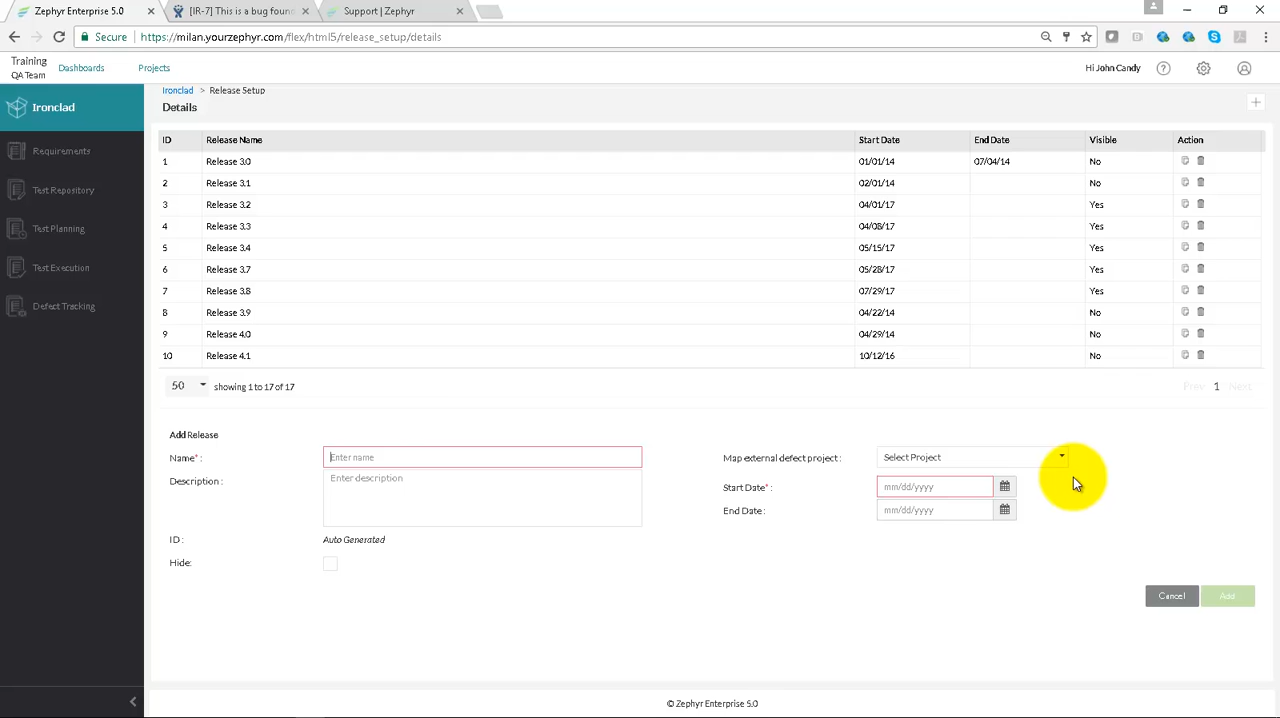 Zephyr Enterprise 5.0
[IR-7] This is a bug foun
Support | Zephyr
Secure
https://milan.yourzephyr.com/flex/html5/release_setup/details
Training
QA Team
Dashboards
Projects
Hi John Candy
Ironclad
Requirements
Test Repository
Test Planning
Test Execution
Defect Tracking
Ironclad > Release Setup
Details
ID Release Name Start Date End Date Visible Action
1 Release 3.0 01/01/14 07/04/14 No
2 Release 3.1 02/01/14 No
3 Release 3.2 04/01/17 Yes
4 Release 3.3 04/08/17 Yes
5 Release 3.4 05/15/17 Yes
6 Release 3.7 05/28/17 Yes
7 Release 3.8 07/29/17 Yes
8 Release 3.9 04/22/14 No
9 Release 4.0 04/29/14 No
10 Release 4.1 10/12/16 No
50 showing 1 to 17 of 17 Prev 1 Next
Add Release
Name* : Enter name
Description : Enter description
ID : Auto Generated
Hide:
Map external defect project : Select Project
Start Date* : mm/dd/yyyy
End Date : mm/dd/yyyy
Cancel Add
© Zephyr Enterprise 5.0